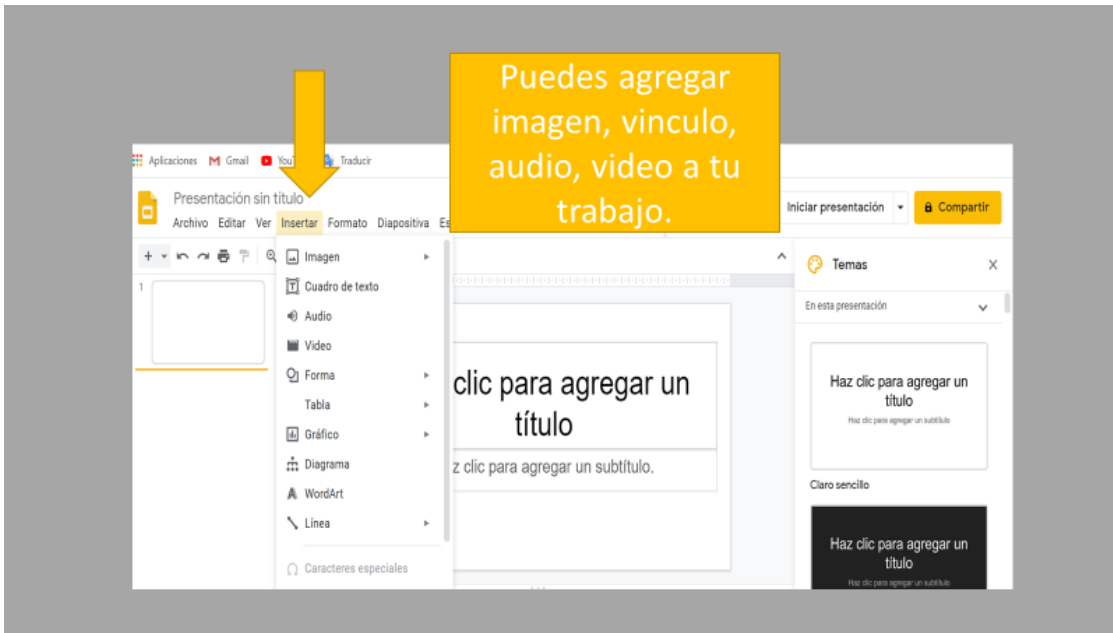 Puedes agregar
imagen, vinculo,
audio, video a tu
trabajo.
Aplicaciones Gmail Traducir
Presentación sin título
Iniciar presentación Compartir
Archivo Editar Ver Insertar Formato Diapositiva
Imagen
Temas
1
Cuadro de texto
En esta presentación
Audio
Video
Forma
Tabla
Gráfico
Diagrama
WordArt
Línea
Caracteres especiales
clic para agregar un
título
clic para agregar un subtítulo.
Haz clic para agregar un
título
Haz clic para agregar un subtítulo
Claro sencillo
Haz clic para agregar un
título
Haz clic para agregar un subtítulo